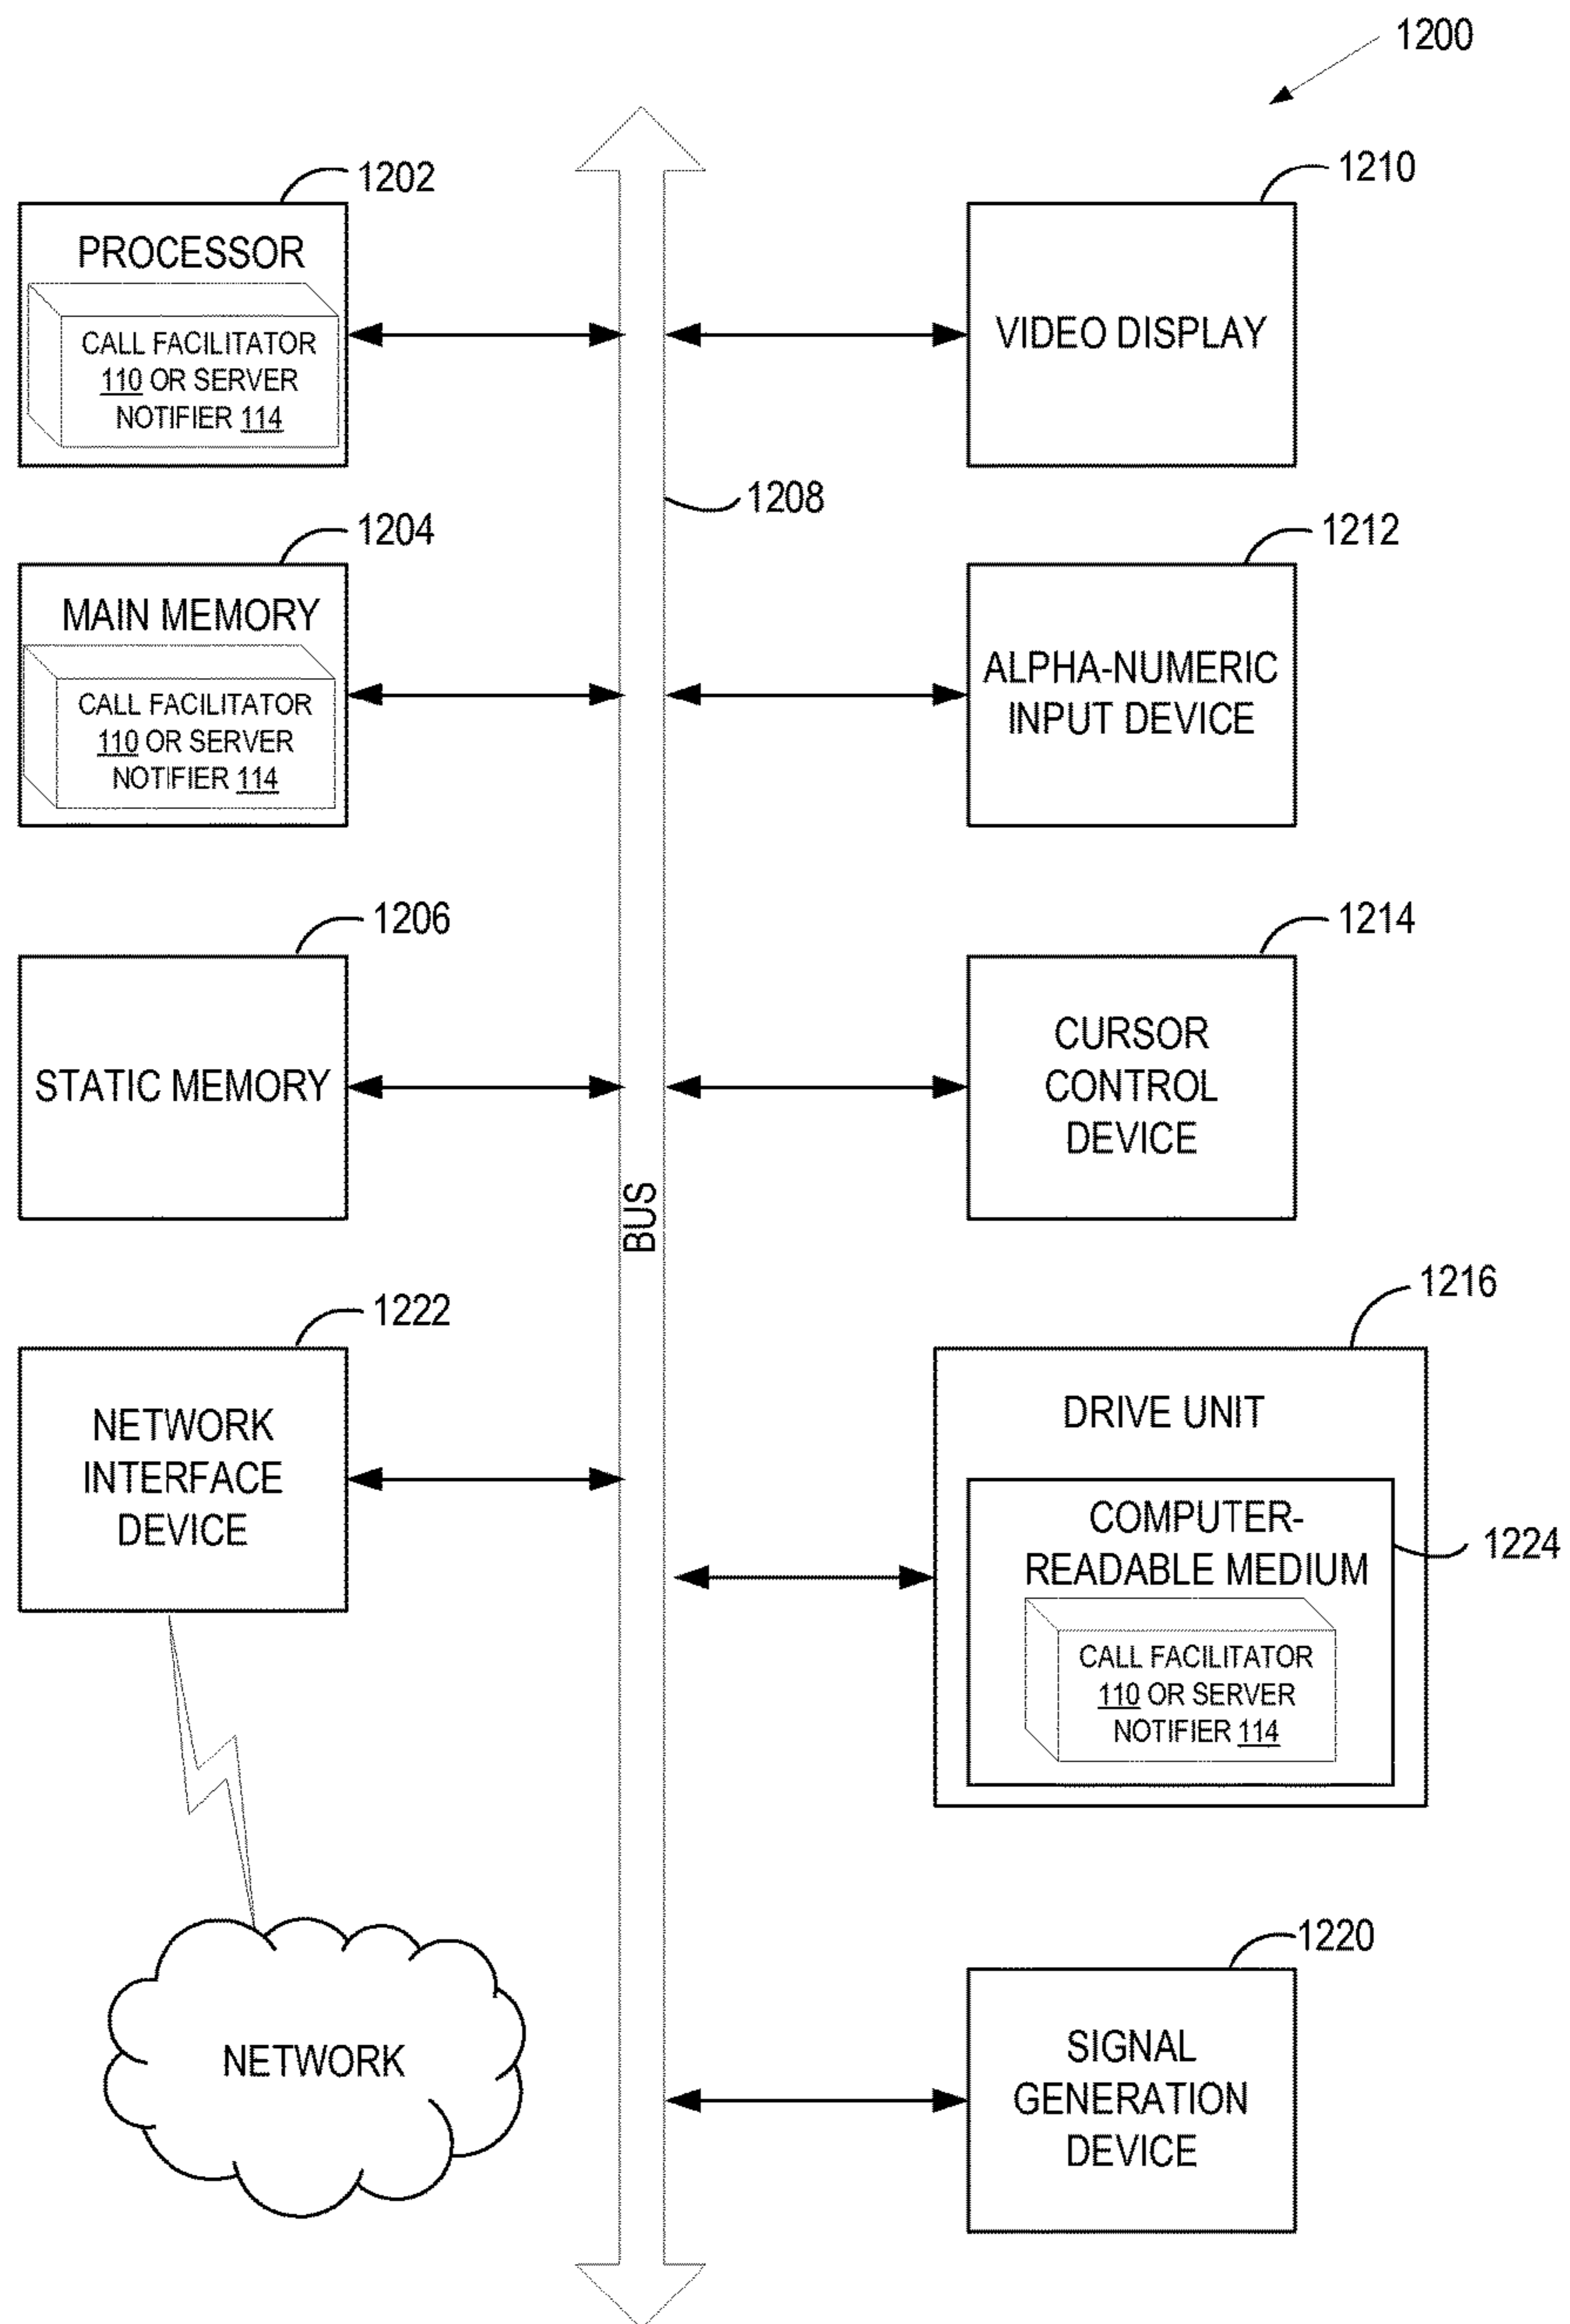 1200
1202
PROCESSOR
CALL FACILITATOR
110 OR SERVER
NOTIFIER 114
1210
VIDEO DISPLAY
1208
1204
MAIN MEMORY
CALL FACILITATOR
110 OR SERVER
NOTIFIER 114
1212
ALPHA-NUMERIC
INPUT DEVICE
1206
STATIC MEMORY
1214
CURSOR
CONTROL
DEVICE
BUS
1222
NETWORK
INTERFACE
DEVICE
1216
DRIVE UNIT
COMPUTER-
READABLE MEDIUM
1224
CALL FACILITATOR
110 OR SERVER
NOTIFIER 114
NETWORK
1220
SIGNAL
GENERATION
DEVICE